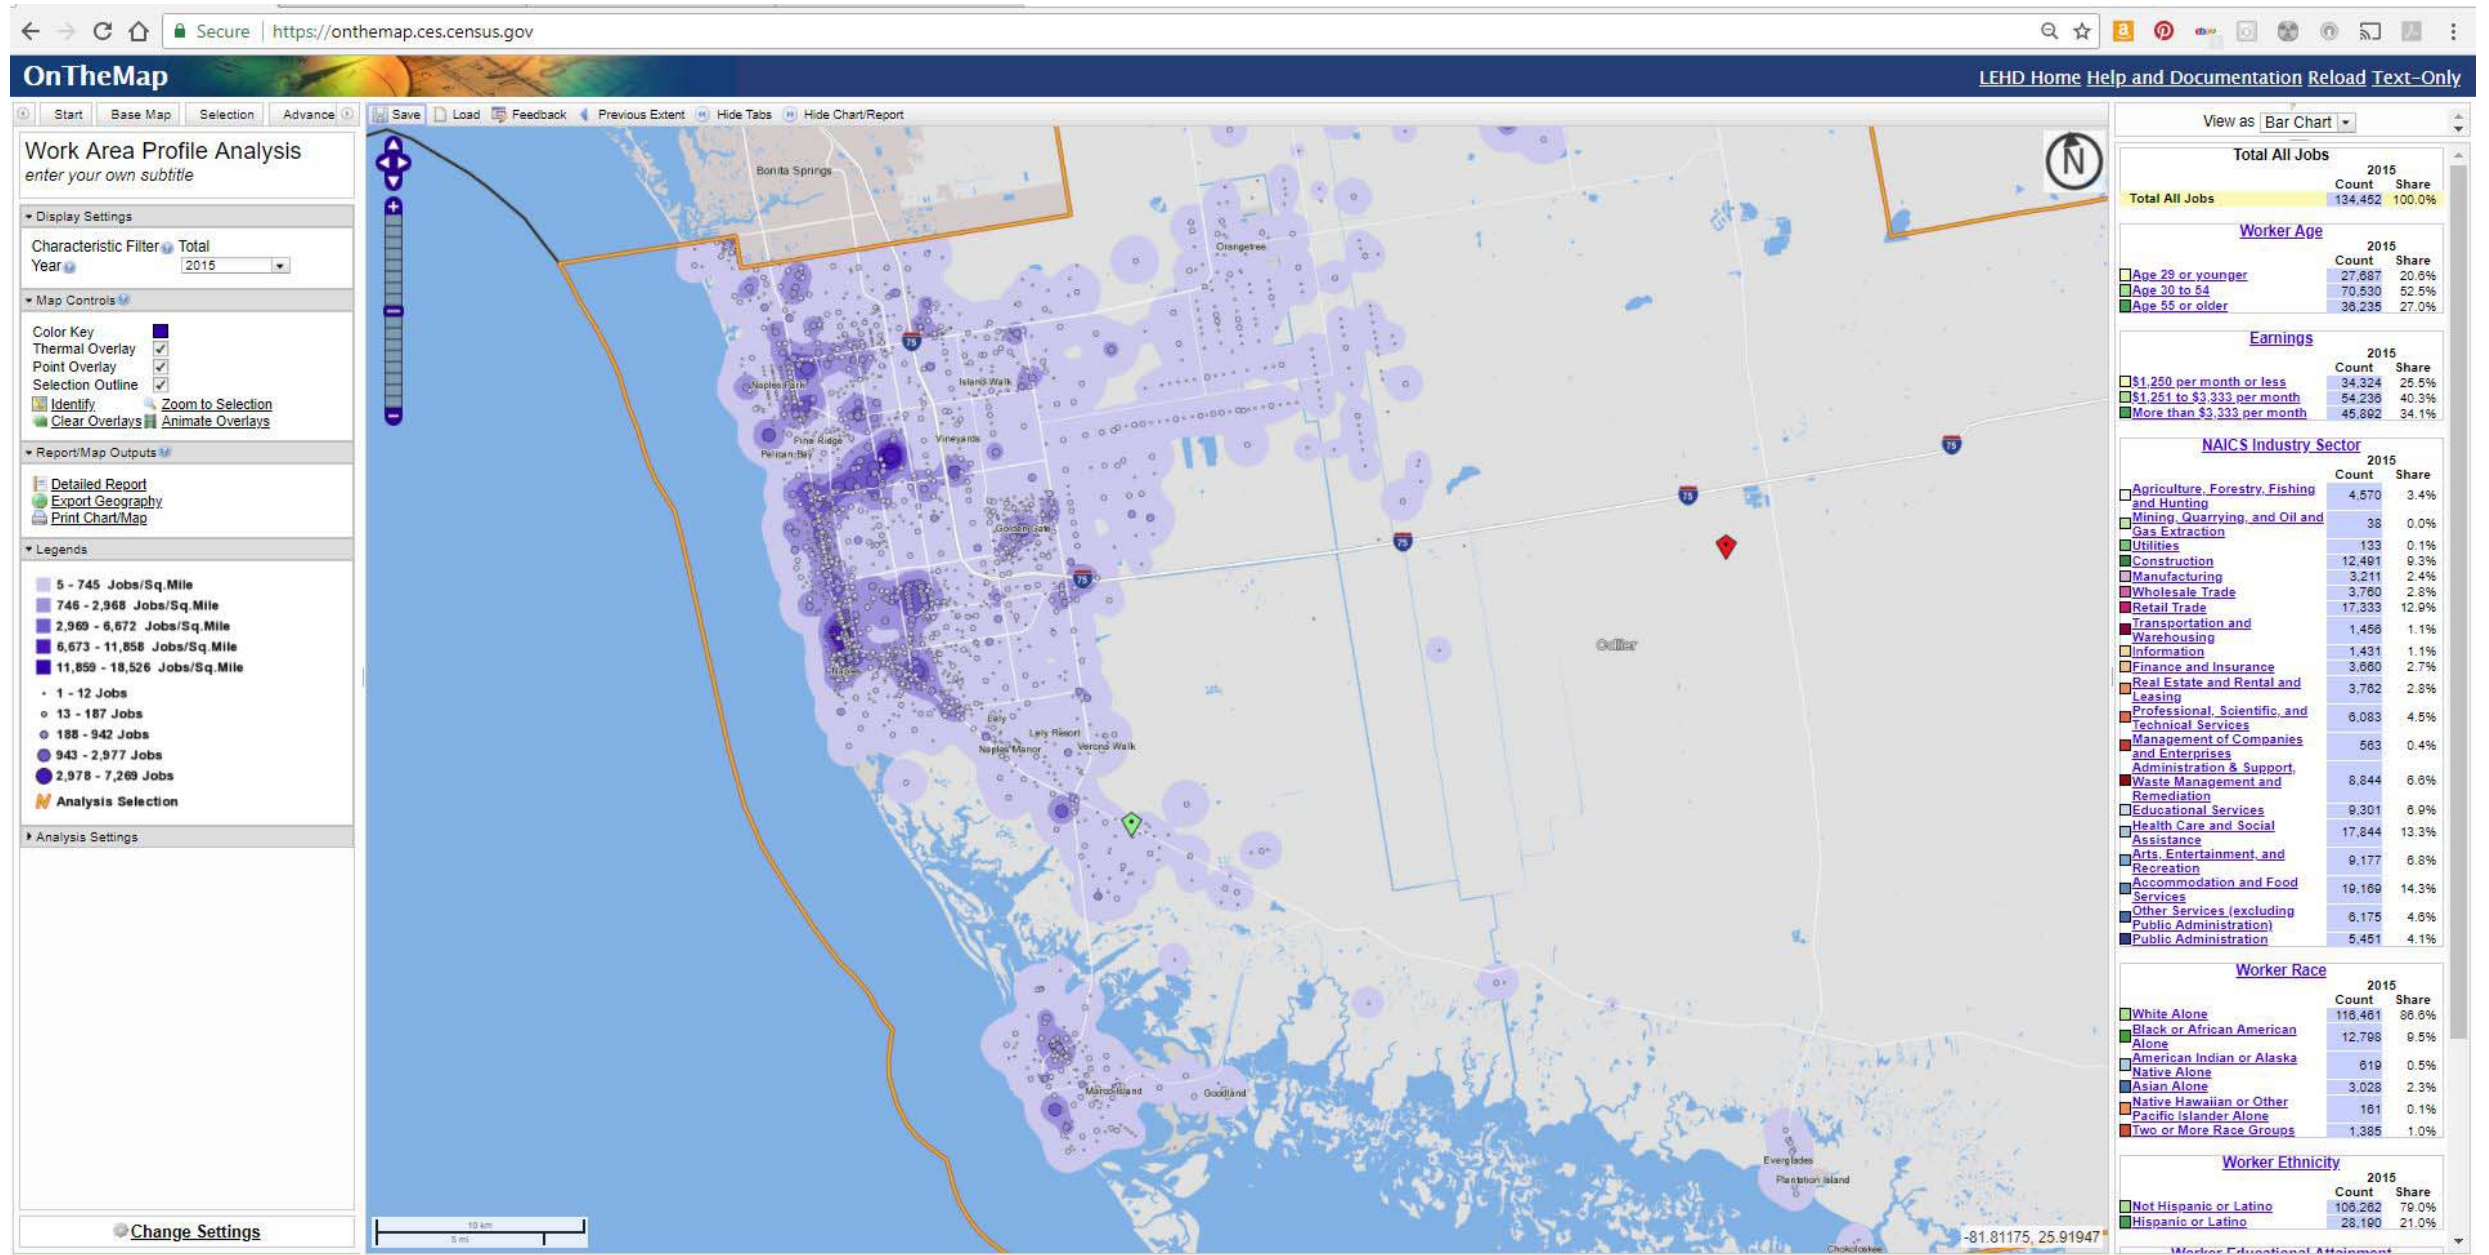 Secure | https://onthemap.ces.census.gov
OnTheMap
LEHD Home Help and Documentation Reload Text-Only
Start Base Map Selection Advance
Save Load Feedback Previous Extent Hide Tabs Hide Chart/Report
Work Area Profile Analysis
enter your own subtitle
Display Settings
Characteristic Filter Total
Year 2015
Map Controls
Color Key
Thermal Overlay
Point Overlay
Selection Outline
Identify Zoom to Selection
Clear Overlays Animate Overlays
Report/Map Outputs
Detailed Report
Export Geography
Print Chart/Map
Legends
5 - 745 Jobs/Sq.Mile
746 - 2,968 Jobs/Sq.Mile
2,969 - 6,672 Jobs/Sq.Mile
6,673 - 11,858 Jobs/Sq.Mile
11,859 - 18,526 Jobs/Sq.Mile
1 - 12 Jobs
13 - 187 Jobs
188 - 942 Jobs
943 - 2,977 Jobs
2,978 - 7,269 Jobs
Analysis Selection
Analysis Settings
Change Settings
Bonita Springs
N
Orangetree
75
Naples Park
Island Walk
75
Pine Ridge
Vineyards
Pelican Bay
75
Golden Gate
75
75
Collier
Naples
Lely
Lely Resort
Naples Manor
Verona Walk
Marco Island
Goodland
Everglades
Plantation Island
Chokoloskee
10 km
5 mi
-81.81175, 25.91947
View as Bar Chart
Total All Jobs
2015
Count Share
Total All Jobs 134,452 100.0%
Worker Age
2015
Count Share
Age 29 or younger 27,687 20.6%
Age 30 to 54 70,530 52.5%
Age 55 or older 36,235 27.0%
Earnings
2015
Count Share
$1,250 per month or less 34,324 25.5%
$1,251 to $3,333 per month 54,236 40.3%
More than $3,333 per month 45,892 34.1%
NAICS Industry Sector
2015
Count Share
Agriculture, Forestry, Fishing
and Hunting 4,570 3.4%
Mining, Quarrying, and Oil and
Gas Extraction 38 0.0%
Utilities 133 0.1%
Construction 12,491 9.3%
Manufacturing 3,211 2.4%
Wholesale Trade 3,760 2.8%
Retail Trade 17,333 12.9%
Transportation and
Warehousing 1,456 1.1%
Information 1,431 1.1%
Finance and Insurance 3,660 2.7%
Real Estate and Rental and
Leasing 3,762 2.8%
Professional, Scientific, and
Technical Services 6,083 4.5%
Management of Companies
and Enterprises 563 0.4%
Administration & Support,
Waste Management and 8,844 6.6%
Remediation
Educational Services 9,301 6.9%
Health Care and Social
Assistance 17,844 13.3%
Arts, Entertainment, and
Recreation 9,177 6.8%
Accommodation and Food
Services 19,169 14.3%
Other Services (excluding
Public Administration) 6,175 4.6%
Public Administration 5,451 4.1%
Worker Race
2015
Count Share
White Alone 116,461 86.6%
Black or African American
Alone 12,798 9.5%
American Indian or Alaska
Native Alone 619 0.5%
Asian Alone 3,028 2.3%
Native Hawaiian or Other
Pacific Islander Alone 161 0.1%
Two or More Race Groups 1,385 1.0%
Worker Ethnicity
2015
Count Share
Not Hispanic or Latino 106,262 79.0%
Hispanic or Latino 28,190 21.0%
Worker Educational Attainment